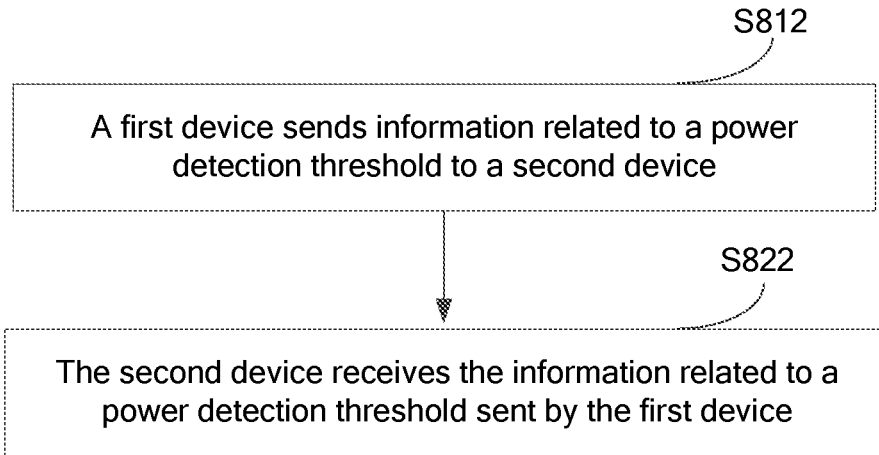 S812
A first device sends information related to a power
detection threshold to a second device
S822
The second device receives the information related to a
power detection threshold sent by the first device